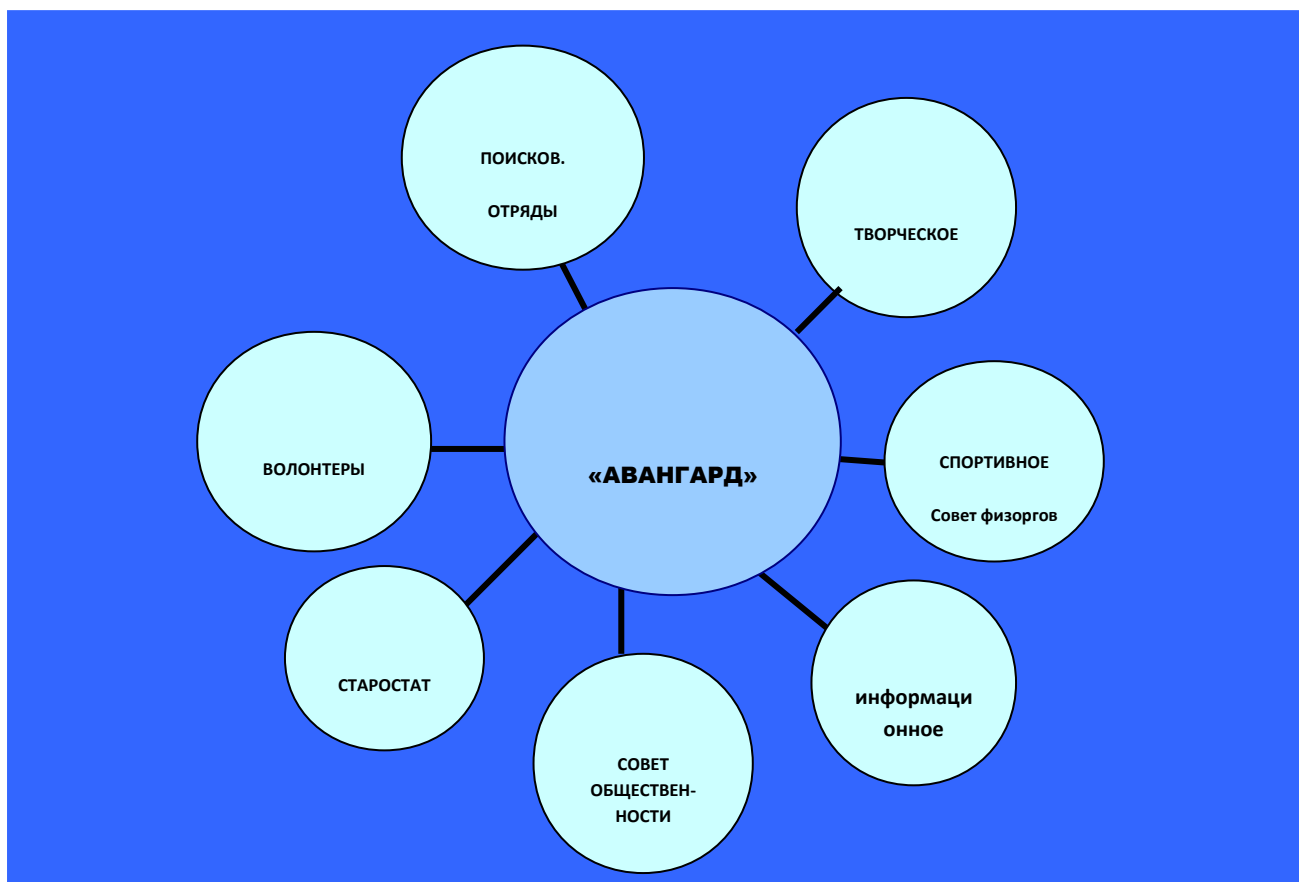 ПОИСКОВ.
ОТРЯДЫ
ТВОРЧЕСКОЕ
ВОЛОНТЕРЫ
«АВАНГАРД»
СПОРТИВНОЕ
Совет физоргов
СТАРОСТАТ
информаци
онное
СОВЕТ
ОБЩЕСТВЕН-
НОСТИ